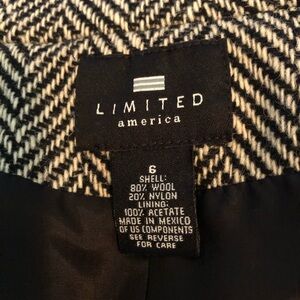 LIMITED
america
6
SHELL:
80% WOOL
20% NYLON
LINING:
100% ACETATE
MADE IN MEXICO
OF US COMPONENTS
SEE REVERSE
FOR CARE